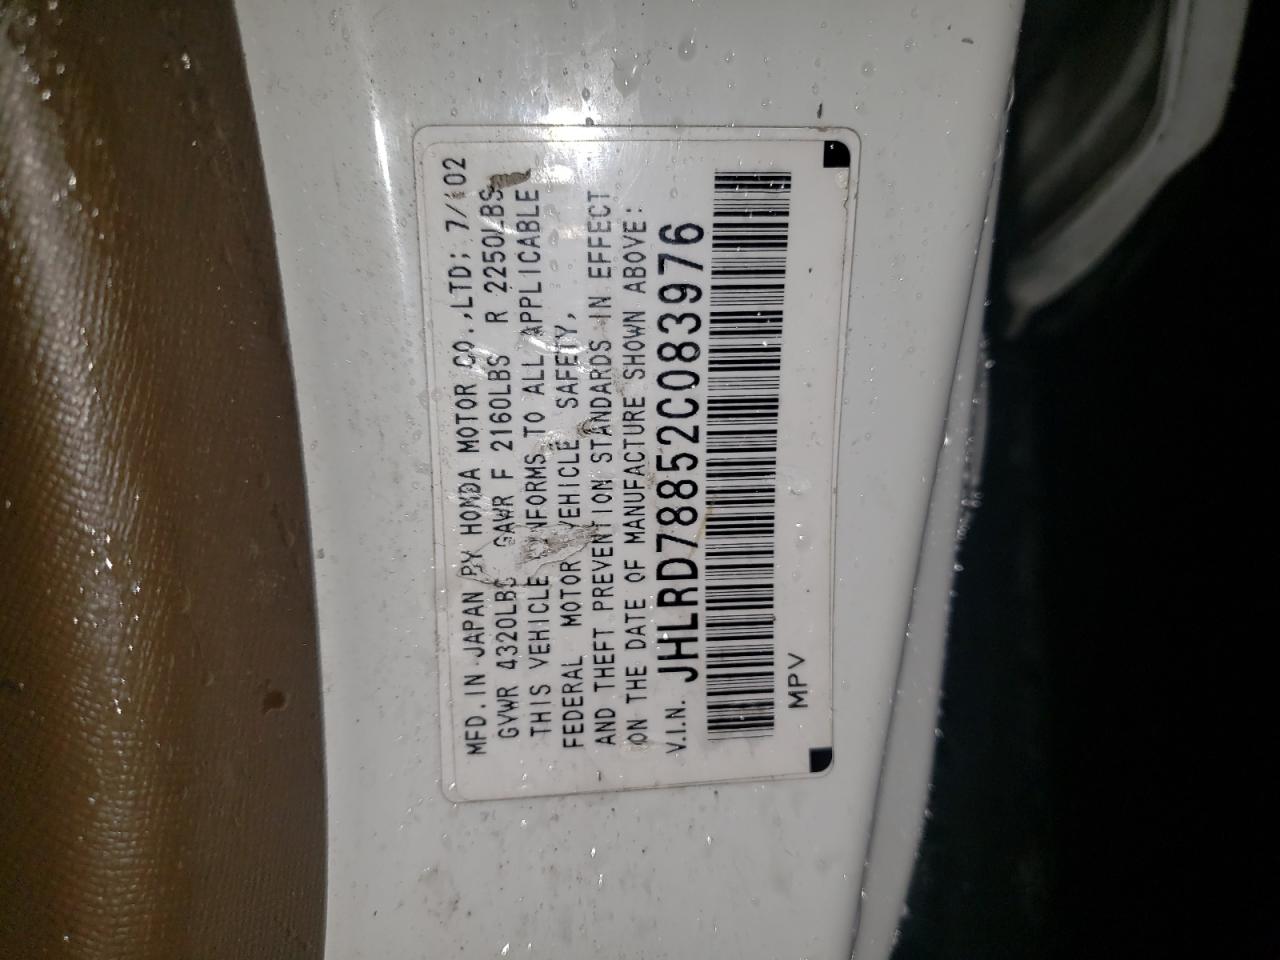 MFD. IN JAPAN BY HONDA MOTOR CO.,LTD; 7/02
GVWR 4320LBS GAWR F 2160LBS R 2250LBS
THIS VEHICLE CONFORMS TO ALL APPLICABLE
FEDERAL MOTOR VEHICLE SAFETY,
AND THEFT PREVENTION STANDARDS IN EFFECT
ON THE DATE OF MANUFACTURE SHOWN ABOVE:
V.I.N. JHLRD78852C083976
MPV